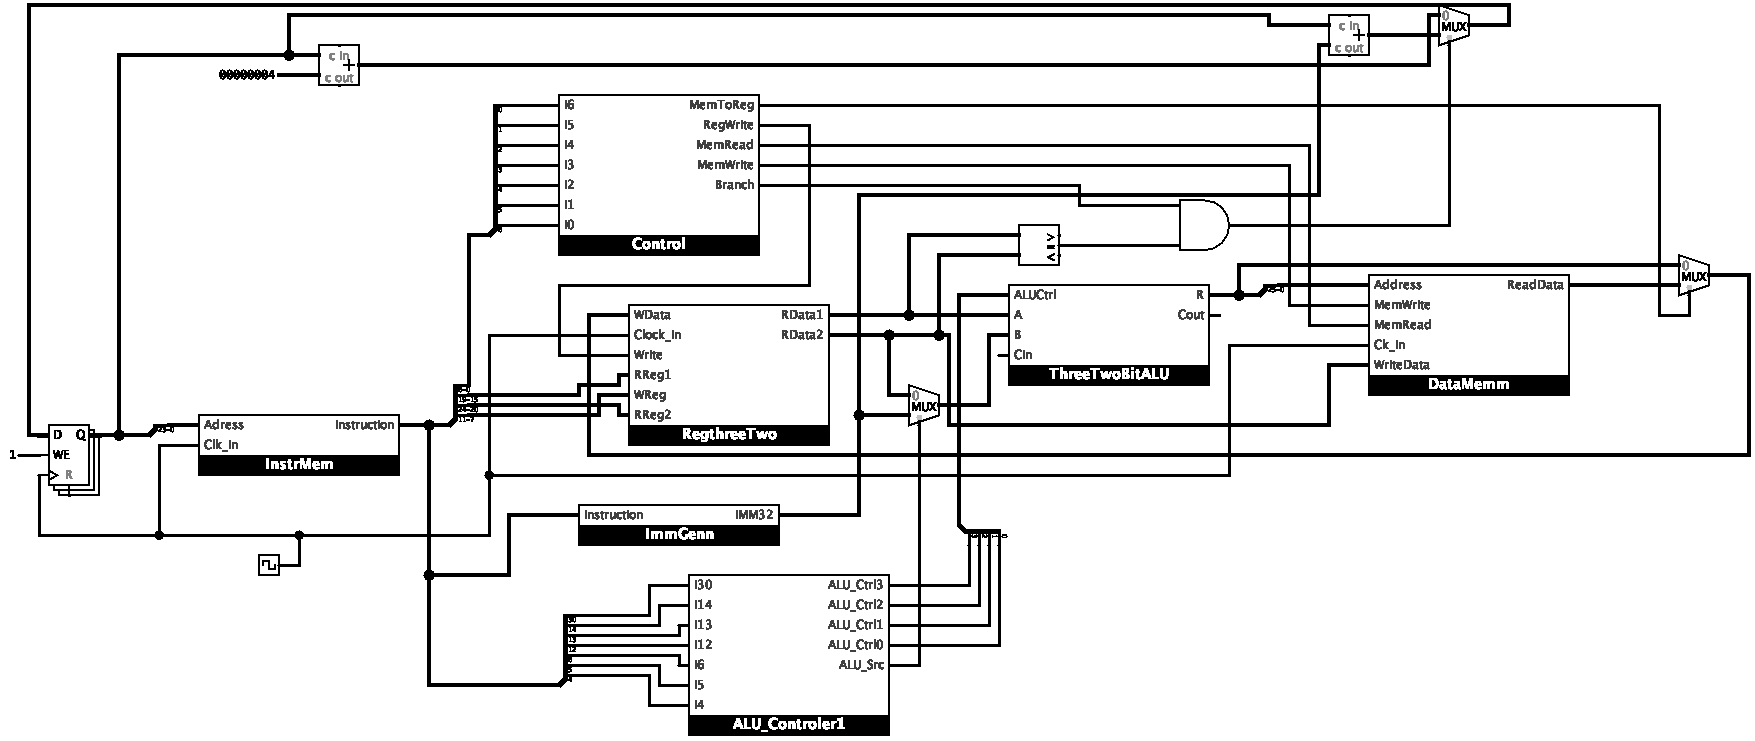 0
MUX
c in
+
c out
c in
+
c out
00000004
I6
I5
I4
I3
I2
I1
I0
MemToReg
RegWrite
MemRead
MemWrite
Branch
Control
WData
Clock_in
Write
RReg1
WReg
RReg2
RData1
RData2
RegthreeTwo
ALUCtrl
A
B
Cin
R
Cout
ThreeTwoBitALU
Address
MemWrite
MemRead
Ck_in
WriteData
ReadData
DataMemm
0
MUX
0
MUX
D Q
1
WE
R
Adress
Clk_in
Instruction
InstrMem
Instruction
IMM32
ImmGenn
I30
I14
I13
I12
I6
I5
I4
ALU_Ctrl3
ALU_Ctrl2
ALU_Ctrl1
ALU_Ctrl0
ALU_Src
ALU_Controler1